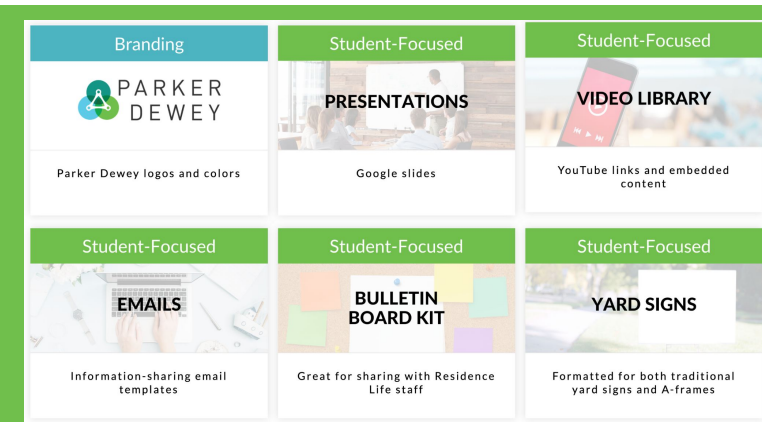 Branding
PARKER
DEWEY
Parker Dewey logos and colors
Student-Focused
PRESENTATIONS
Google slides
Student-Focused
VIDEO LIBRARY
YouTube links and embedded
content
Student-Focused
EMAILS
Information-sharing email
templates
Student-Focused
BULLETIN
BOARD KIT
Great for sharing with Residence
Life staff
Student-Focused
YARD SIGNS
Formatted for both traditional
yard signs and A-frames